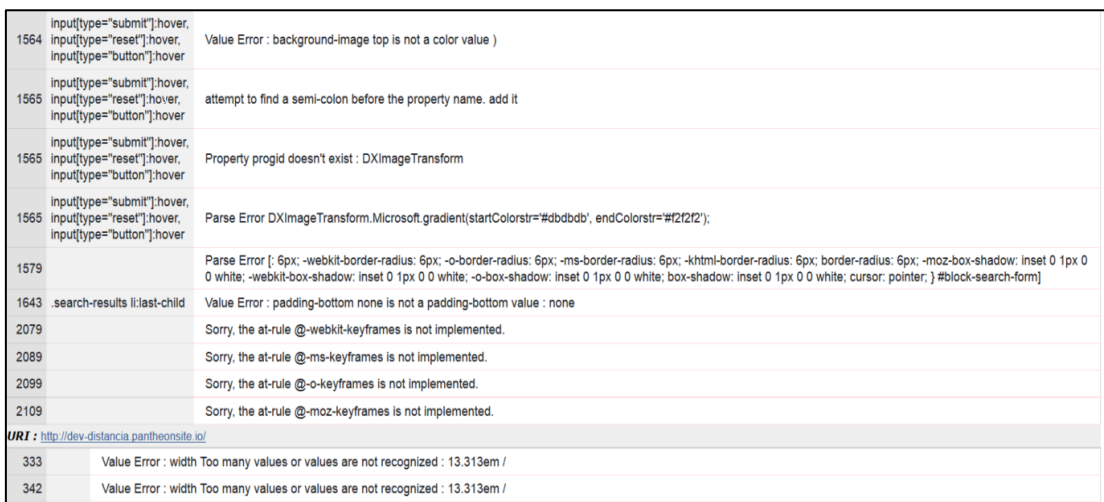 input[type="submit"]:hover,
1564 input[type="reset"]:hover, Value Error : background-image top is not a color value )
input[type="button"]:hover
input[type="submit"]:hover,
1565 input[type="reset"]:hover, attempt to find a semi-colon before the property name. add it
input[type="button"]:hover
input[type="submit"]:hover,
1565 input[type="reset"]:hover, Property progid doesn't exist : DXImageTransform
input[type="button"]:hover
input[type="submit"]:hover,
1565 input[type="reset"]:hover, Parse Error DXImageTransform.Microsoft.gradient(startColorstr='#dbdbdb', endColorstr='#f2f2f2');
input[type="button"]:hover
1579 Parse Error [: 6px; -webkit-border-radius: 6px; -o-border-radius: 6px; -ms-border-radius: 6px; -khtml-border-radius: 6px; border-radius: 6px; -moz-box-shadow: inset 0 1px 0
0 white; -webkit-box-shadow: inset 0 1px 0 0 white; -o-box-shadow: inset 0 1px 0 0 white; box-shadow: inset 0 1px 0 0 white; cursor: pointer; } #block-search-form]
1643 .search-results li:last-child Value Error : padding-bottom none is not a padding-bottom value : none
2079 Sorry, the at-rule @-webkit-keyframes is not implemented.
2089 Sorry, the at-rule @-ms-keyframes is not implemented.
2099 Sorry, the at-rule @-o-keyframes is not implemented.
2109 Sorry, the at-rule @-moz-keyframes is not implemented.
URI : http://dev-distancia.pantheonsite.io/
333 Value Error : width Too many values or values are not recognized : 13.313em /
342 Value Error : width Too many values or values are not recognized : 13.313em /